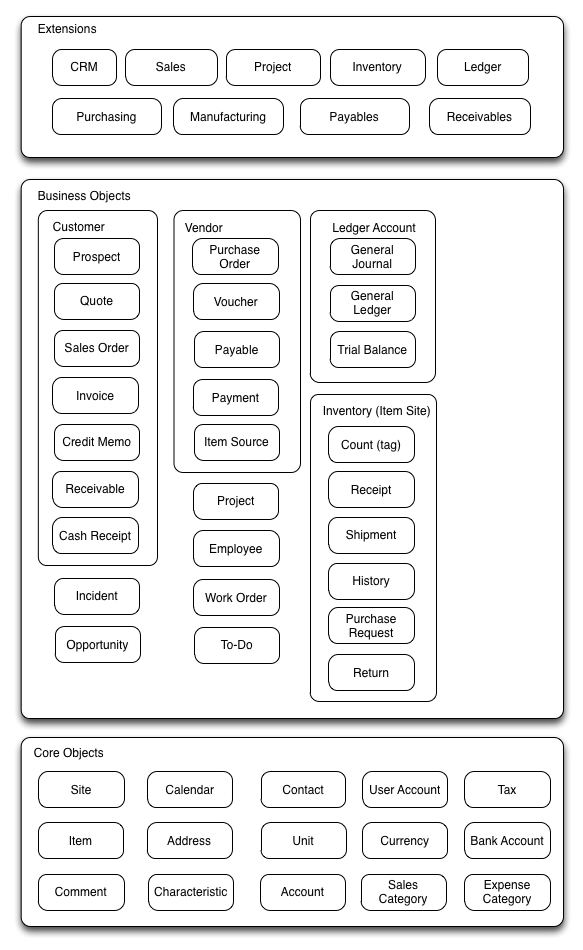 Extensions
CRM
Sales
Project
Inventory
Ledger
Purchasing
Manufacturing
Payables
Receivables
Business Objects
Customer
Prospect
Quote
Sales Order
Invoice
Credit Memo
Receivable
Cash Receipt
Incident
Opportunity
Vendor
Purchase
Order
Voucher
Payable
Payment
Item Source
Project
Employee
Work Order
To-Do
Ledger Account
General
Journal
General
Ledger
Trial Balance
Inventory (Item Site)
Count (tag)
Receipt
Shipment
History
Purchase
Request
Return
Core Objects
Site
Calendar
Contact
User Account
Tax
Item
Address
Unit
Currency
Bank Account
Comment
Characteristic
Account
Sales
Category
Expense
Category